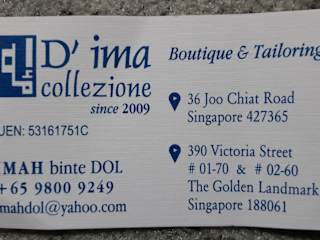 D' ima
collezione
since 2009
Boutique & Tailoring
UEN: 53161751C
IMAH binte DOL
+65 9800 9249
mahdol@yahoo.com
36 Joo Chiat Road
Singapore 427365
390 Victoria Street
# 01-70 & # 02-60
The Golden Landmark
Singapore 188061